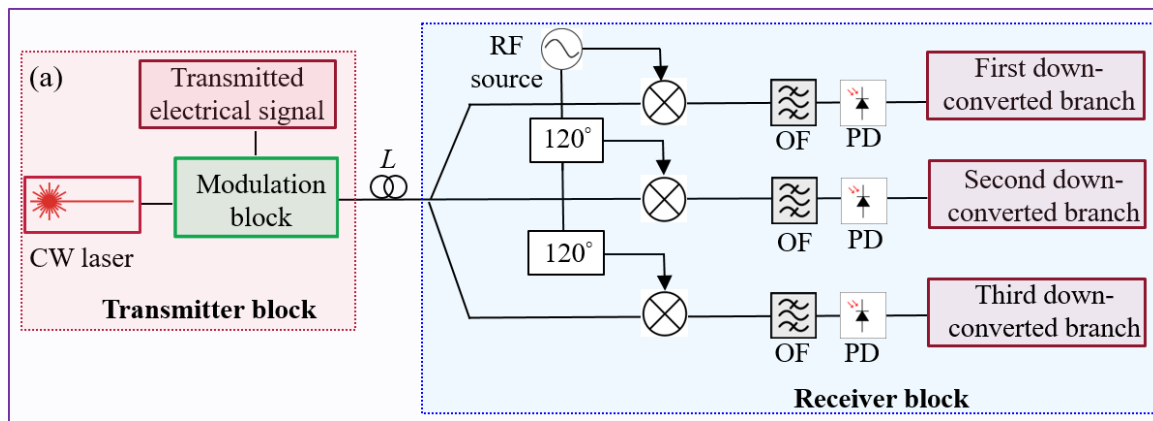 (a)
Transmitted
electrical signal
Modulation
block
CW laser
Transmitter block
L
RF
source
120°
120°
OF
PD
First down-
converted branch
OF
PD
Second down-
converted branch
OF
PD
Third down-
converted branch
Receiver block